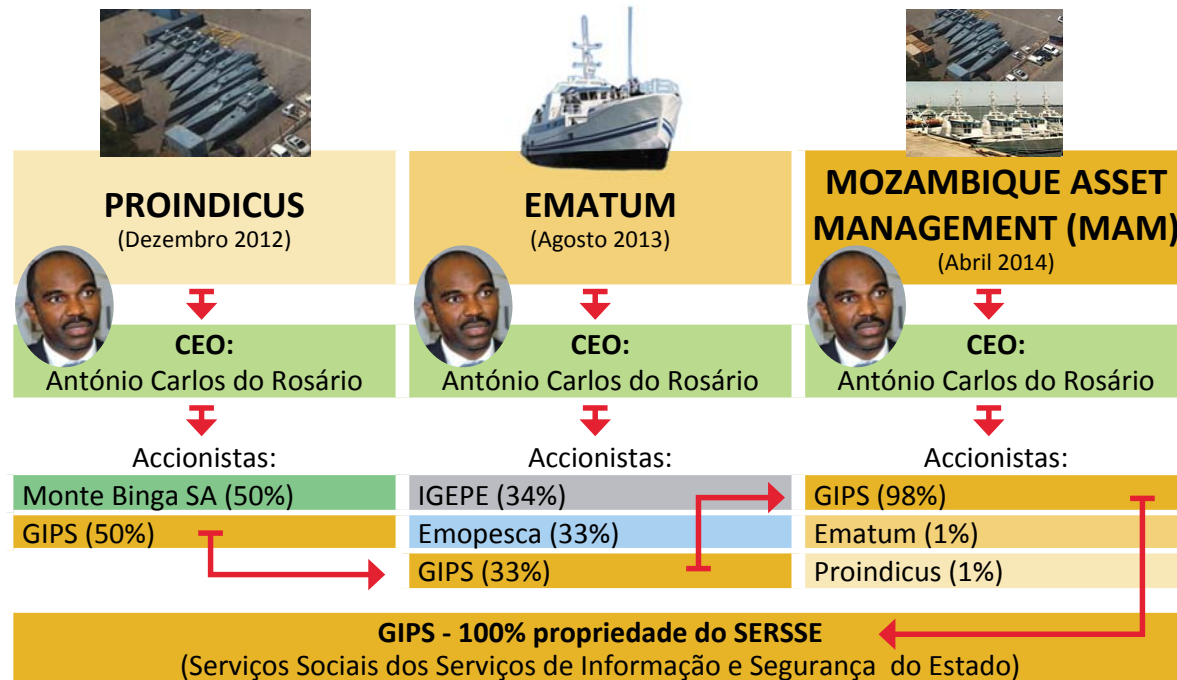 PROINDICUS
(Dezembro 2012)
CEO:
António Carlos do Rosário
Accionistas:
Monte Binga SA (50%)
GIPS (50%)
EMATUM
(Agosto 2013)
CEO:
António Carlos do Rosário
Accionistas:
IGEPE (34%)
Emopesca (33%)
GIPS (33%)
MOZAMBIQUE ASSET
MANAGEMENT (MAM)
(Abril 2014)
CEO:
António Carlos do Rosário
Accionistas:
GIPS (98%)
Ematum (1%)
Proindicus (1%)
GIPS - 100% propriedade do SERSSE
(Serviços Sociais dos Serviços de Informação e Segurança do Estado)